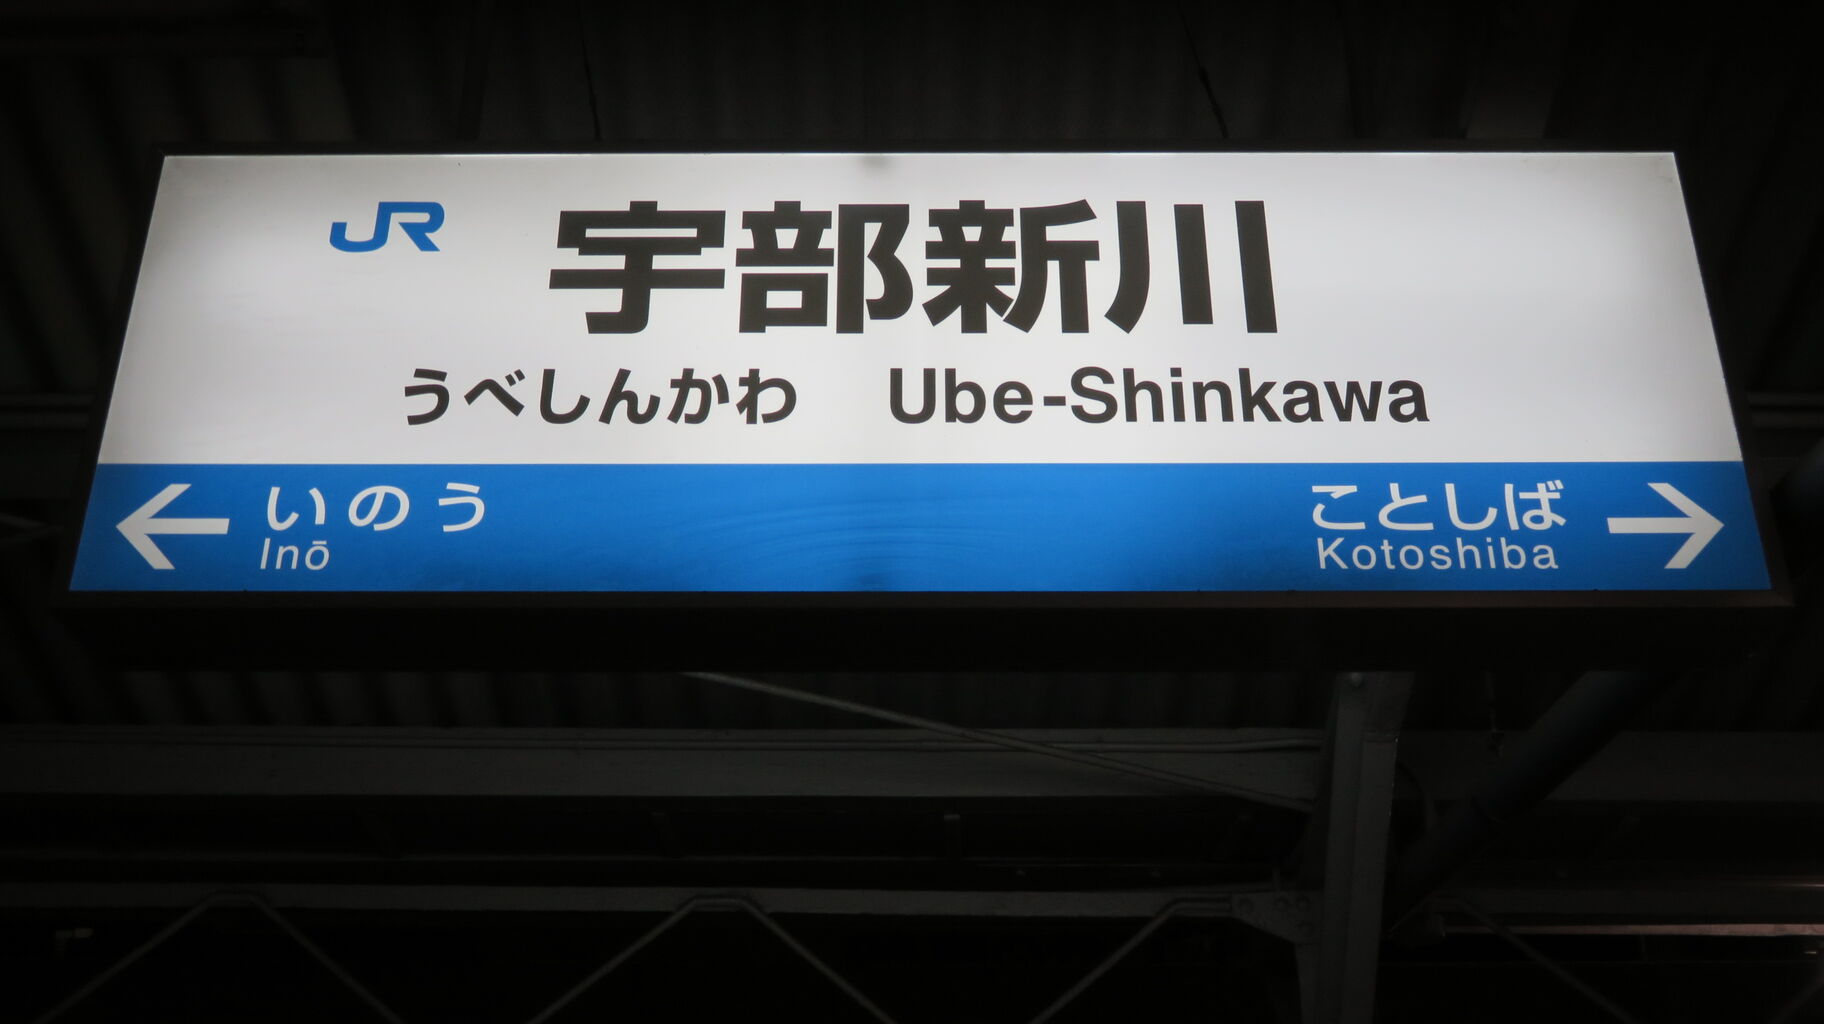 JR 宇部新川
うべしんかわ Ube-Shinkawa
← いのう ことしば →
Inō Kotoshiba